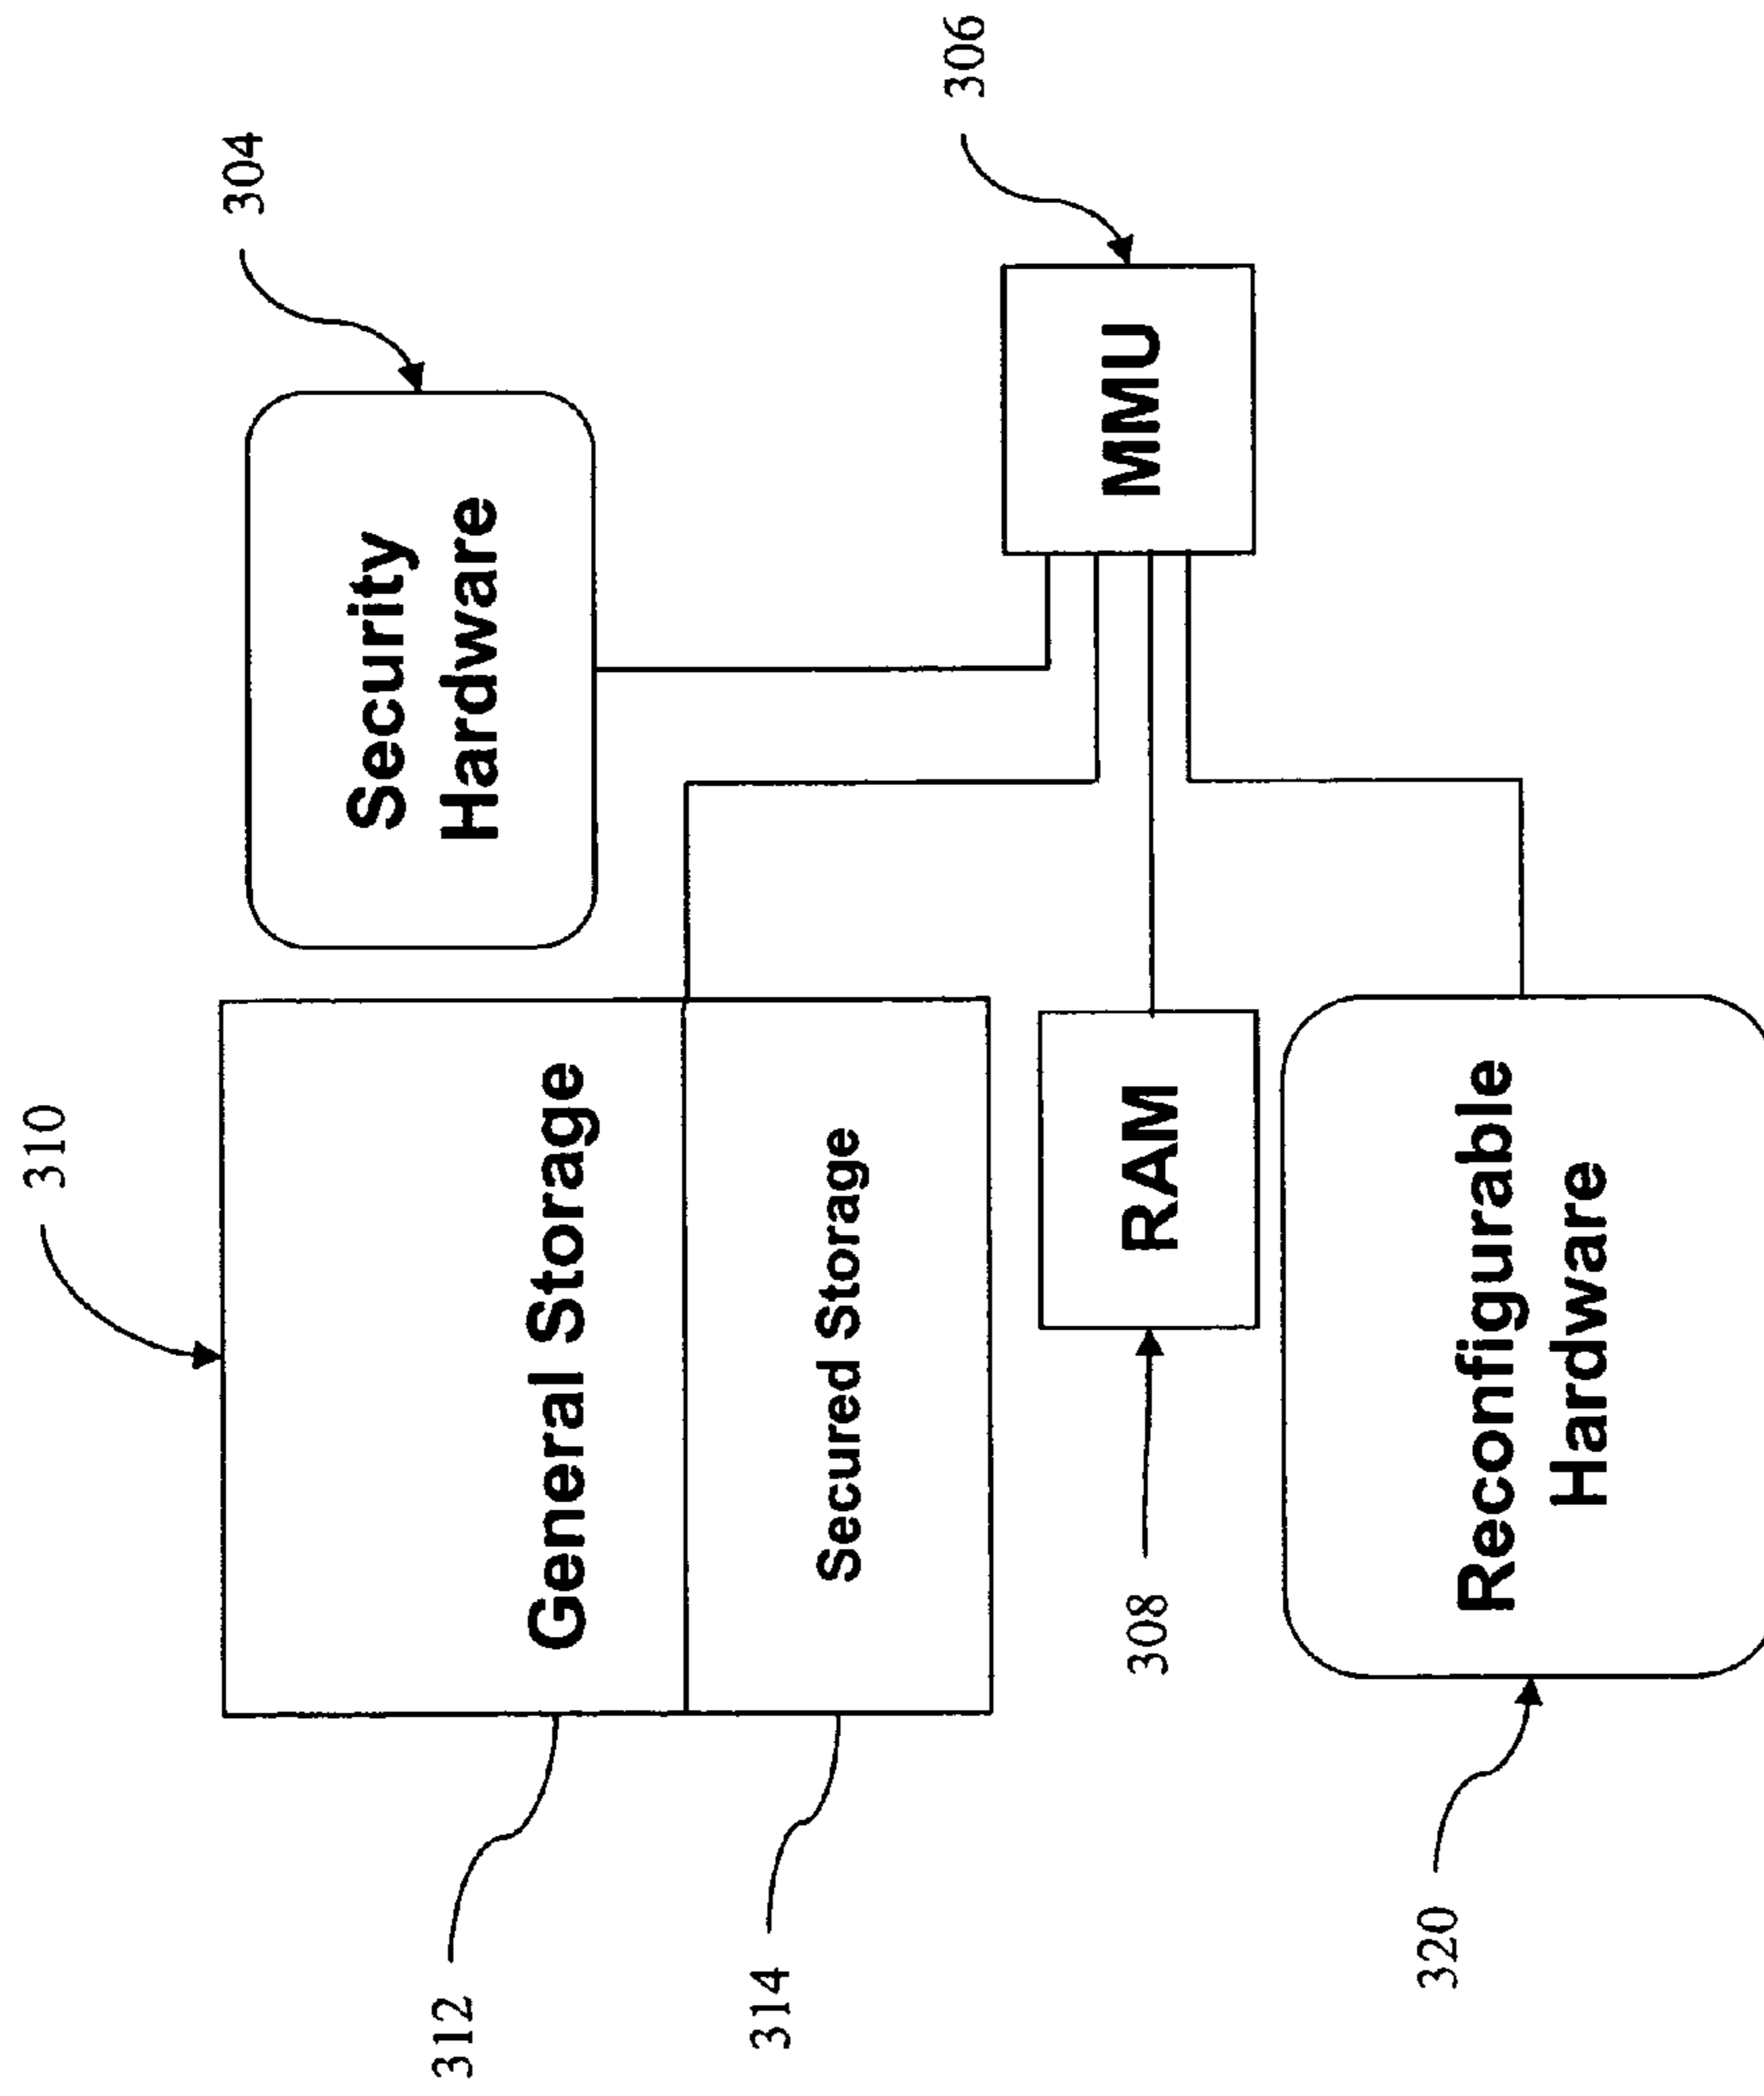 310
304
Security
Hardware
312
General Storage
314
Secured Storage
306
MMU
308
RAM
320
Reconfigurable
Hardware